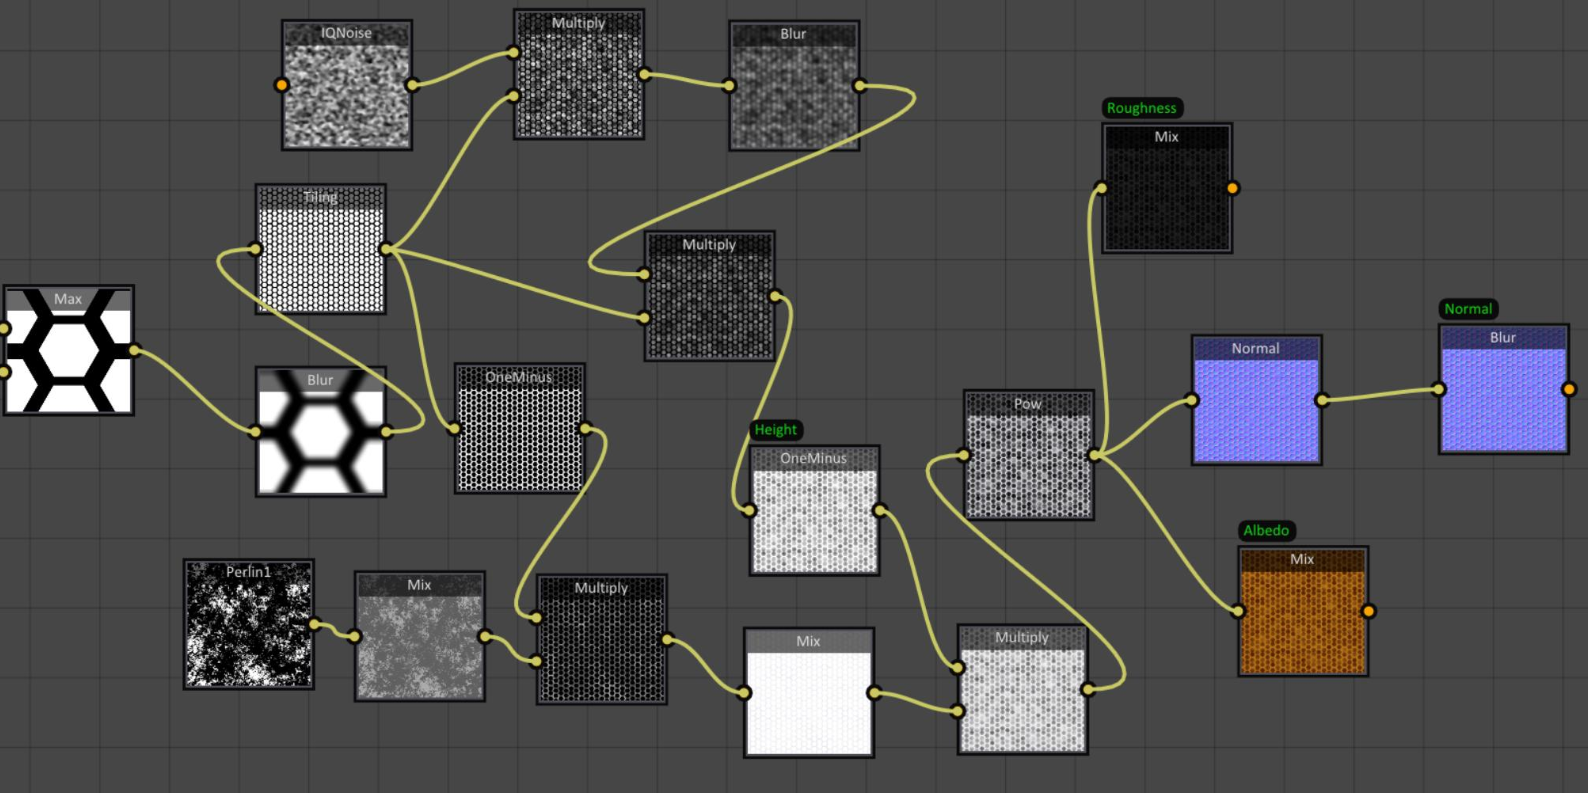 IQNoise
Multiply
Blur
Roughness
Mix
Tiling
Multiply
Max
Normal
Blur
Normal
Blur
OneMinus
Pow
Height
OneMinus
Albedo
Mix
Perlin1
Mix
Multiply
Mix
Multiply